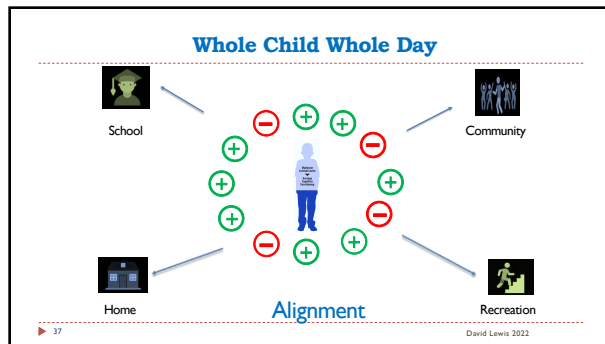 Whole Child Whole Day
School
Community
Home
Alignment
Recreation
37
David Lewis 2022